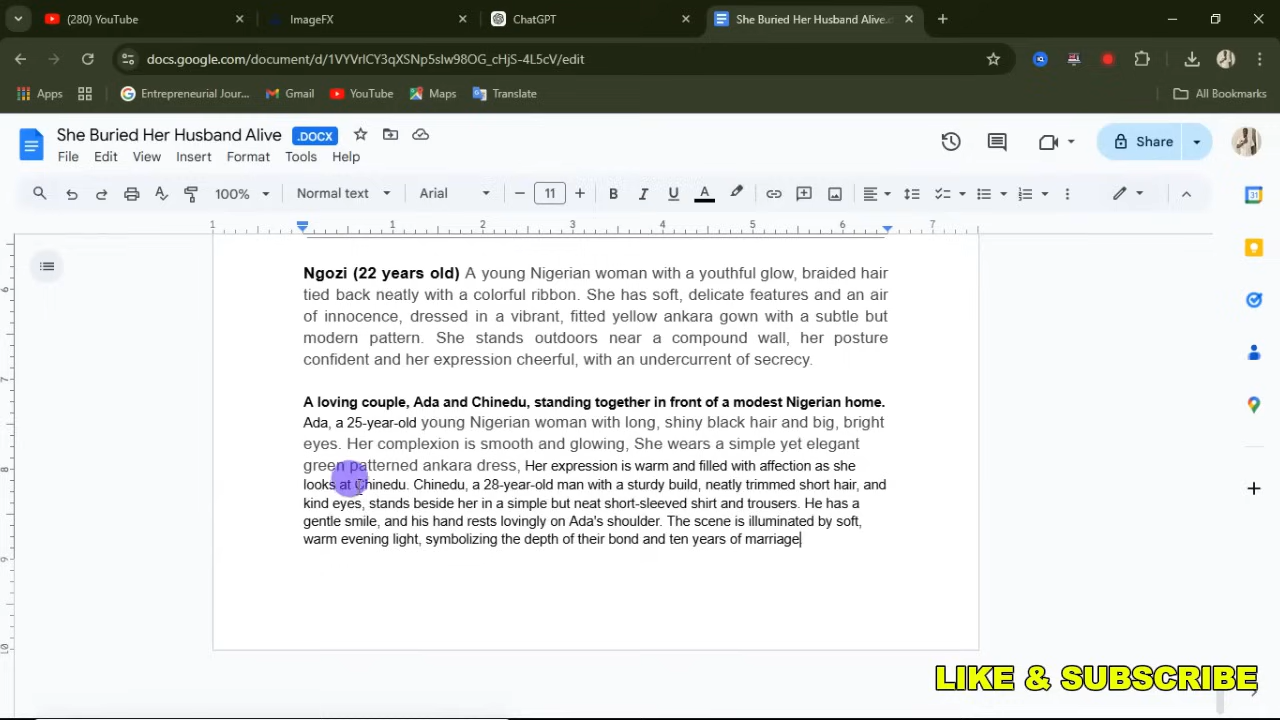 (280) YouTube
ImageFX
ChatGPT
She Buried Her Husband Alive.d
docs.google.com/document/d/1VYVrlCY3qXSNp5slw98OG_cHjS-4L5cV/edit
Apps
Entrepreneurial Jour...
Gmail
YouTube
Maps
Translate
All Bookmarks
She Buried Her Husband Alive
.DOCX
Share
File Edit View Insert Format Tools Help
100%
Normal text
Arial
11
1 1 2 3 4 5 6 7
Ngozi (22 years old) A young Nigerian woman with a youthful glow, braided hair
tied back neatly with a colorful ribbon. She has soft, delicate features and an air
of innocence, dressed in a vibrant, fitted yellow ankara gown with a subtle but
modern pattern. She stands outdoors near a compound wall, her posture
confident and her expression cheerful, with an undercurrent of secrecy.
A loving couple, Ada and Chinedu, standing together in front of a modest Nigerian home.
Ada, a 25-year-old young Nigerian woman with long, shiny black hair and big, bright
eyes. Her complexion is smooth and glowing, She wears a simple yet elegant
green patterned ankara dress, Her expression is warm and filled with affection as she
looks at Chinedu. Chinedu, a 28-year-old man with a sturdy build, neatly trimmed short hair, and
kind eyes, stands beside her in a simple but neat short-sleeved shirt and trousers. He has a
gentle smile, and his hand rests lovingly on Ada's shoulder. The scene is illuminated by soft,
warm evening light, symbolizing the depth of their bond and ten years of marriage
LIKE & SUBSCRIBE